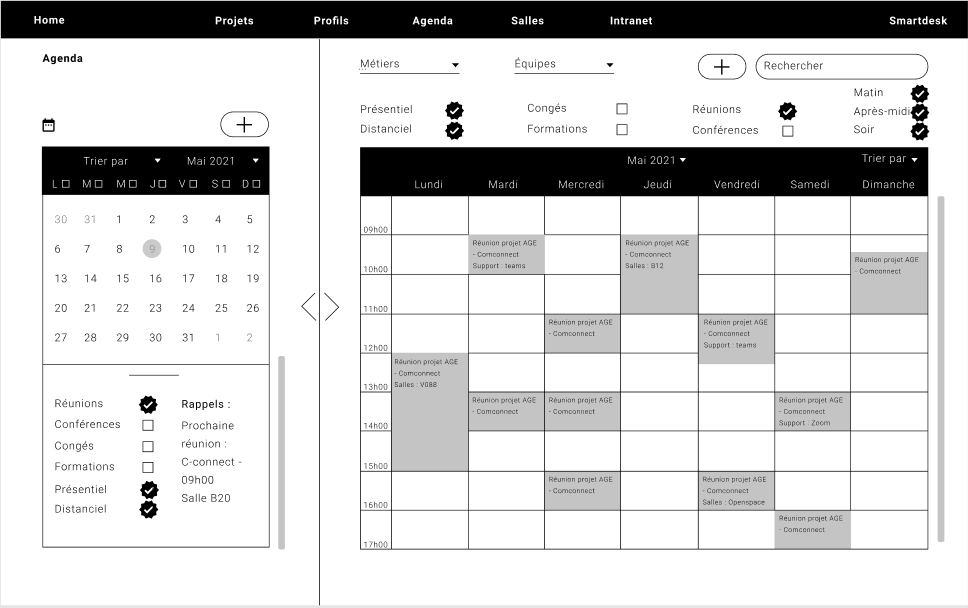 Home Projets Profils Agenda Salles Intranet Smartdesk
Agenda
Trier par Mai 2021
L M M J V S D
30 31 1 2 3 4 5
6 7 8 9 10 11 12
13 14 15 16 17 18 19
20 21 22 23 24 25 26
27 28 29 30 31 1 2
Réunions
Conférences
Congés
Formations
Présentiel
Distanciel
Rappels :
Prochaine
réunion :
C-connect -
09h00
Salle B20
Métiers Équipes Rechercher
Présentiel Congés Réunions Matin
Distanciel Formations Conférences Après-midi
Soir
Mai 2021 Trier par
Lundi Mardi Mercredi Jeudi Vendredi Samedi Dimanche
09h00
Réunion projet AGE
- Comconnect
Support : teams
Réunion projet AGE
- Comconnect
Salles : B12
Réunion projet AGE
- Comconnect
10h00
11h00
Réunion projet AGE
- Comconnect
Réunion projet AGE
- Comconnect
Support : teams
12h00
Réunion projet AGE
- Comconnect
Salles : V088
13h00
Réunion projet AGE
- Comconnect
Réunion projet AGE
- Comconnect
Réunion projet AGE
- Comconnect
Support : Zoom
14h00
15h00
Réunion projet AGE
- Comconnect
Réunion projet AGE
- Comconnect
Salles : Openspace
16h00
Réunion projet AGE
- Comconnect
17h00